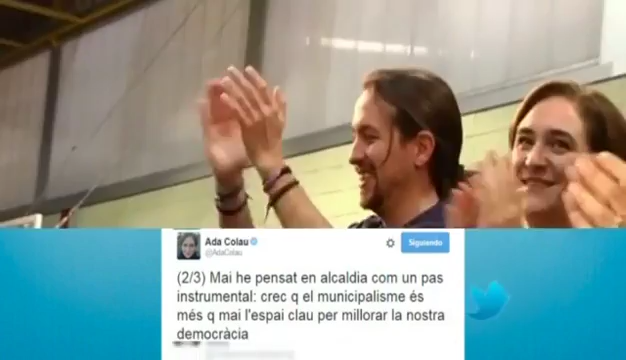 Ada Colau
@AdaColau
Siguiendo
(2/3) Mai he pensat en alcaldia com un pas
instrumental: crec q el municipalisme és
més q mai l'espai clau per millorar la nostra
democràcia